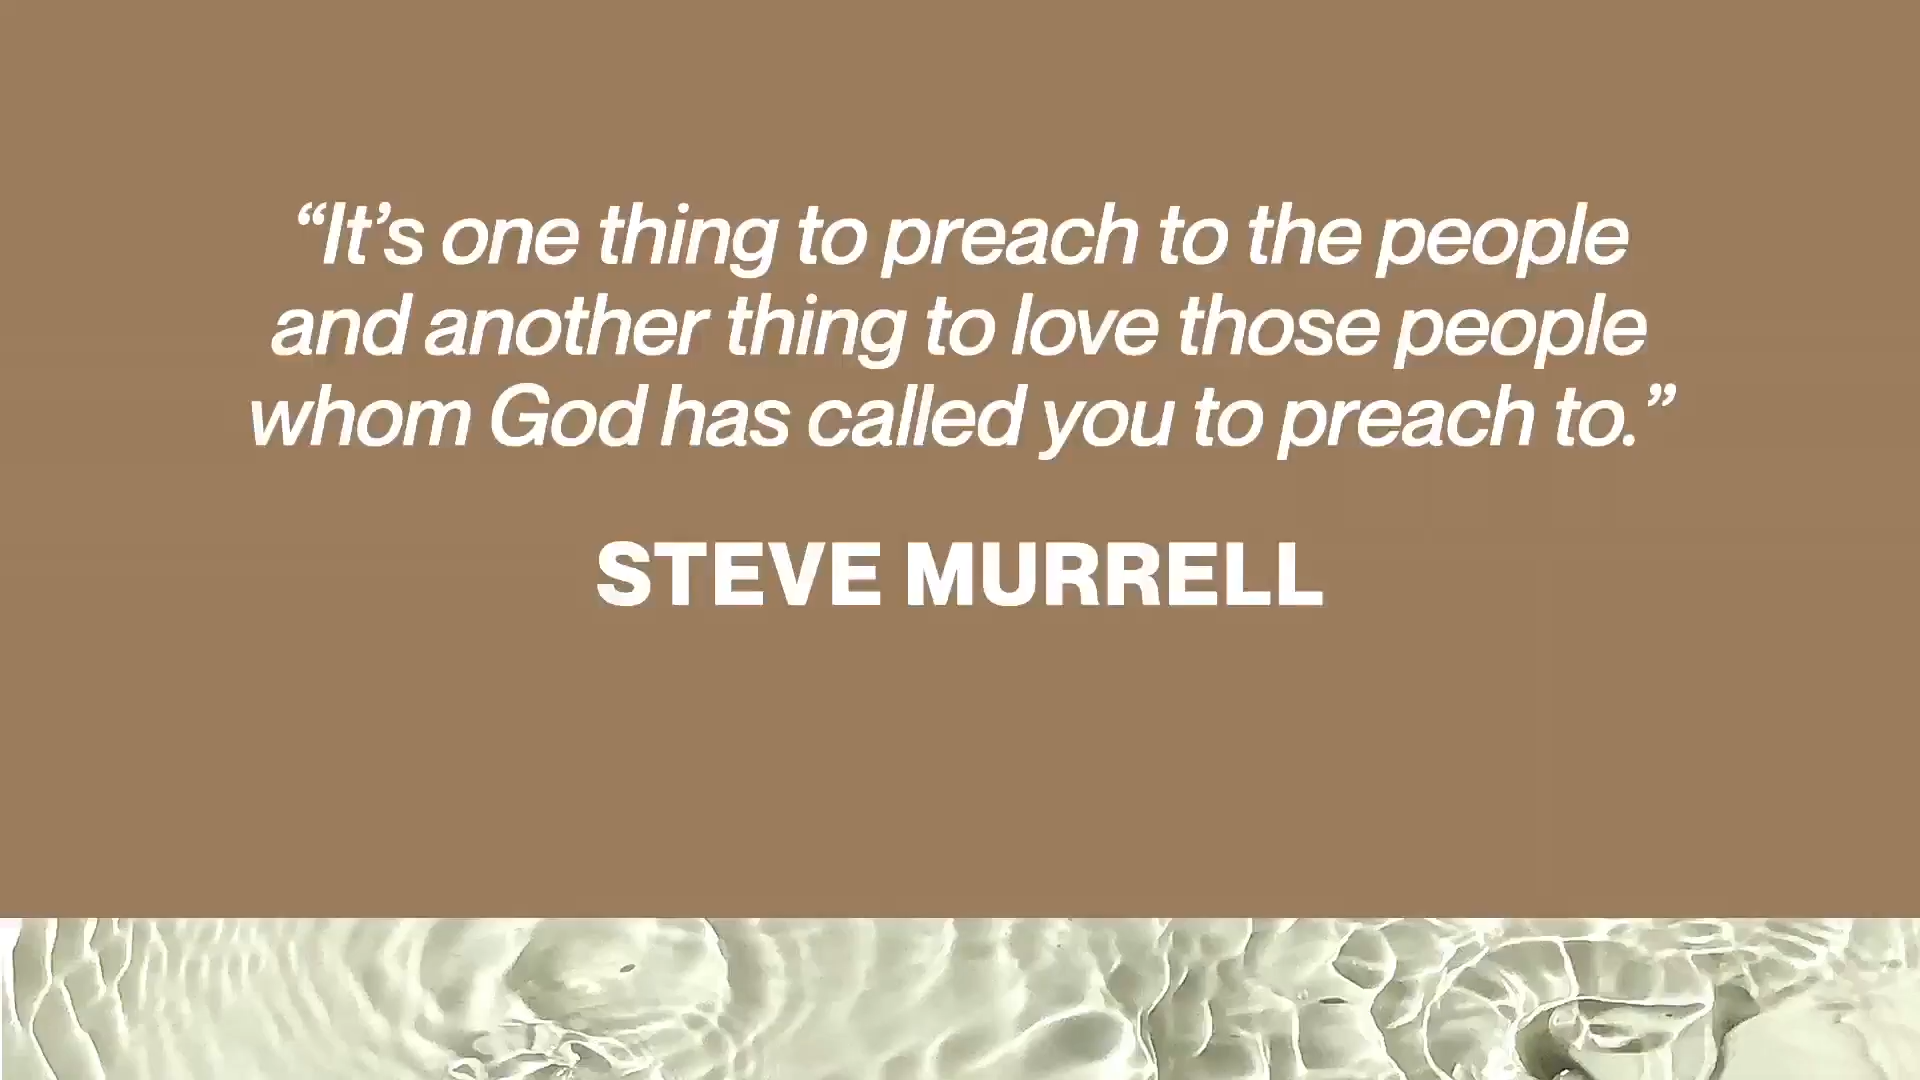 “It’s one thing to preach to the people
and another thing to love those people
whom God has called you to preach to.”
STEVE MURRELL